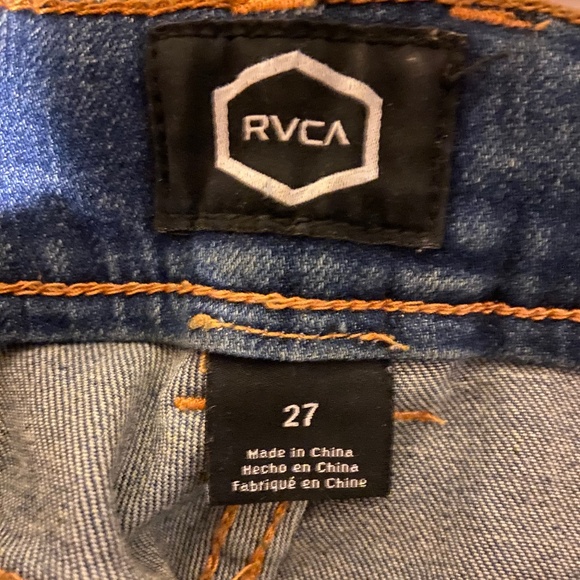 RVCA
27
Made in China
Hecho en China
Fabriqué en Chine